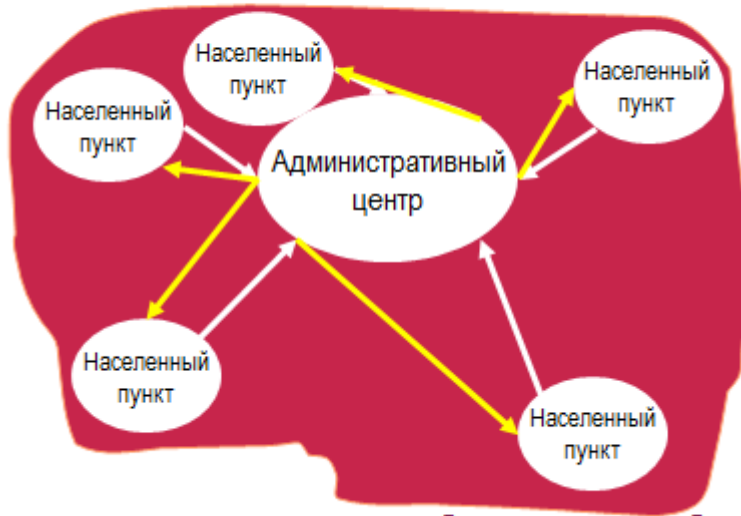 Населенный
пункт
Населенный
пункт
Населенный
пункт
Административный
центр
Населенный
пункт
Населенный
пункт